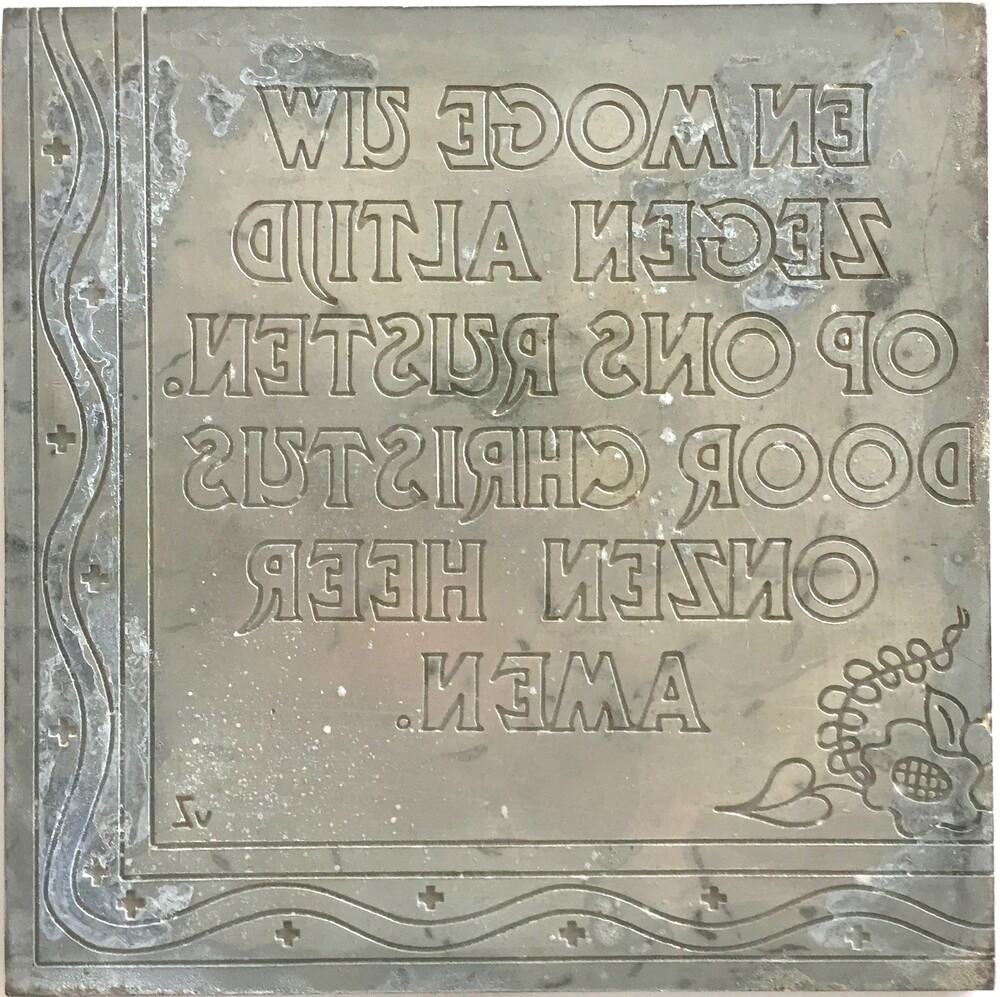 EN MOGE UW
ZEGEN ALTIJD
OP ONS RUSTEN.
DOOR CHRISTUS
ONZEN HEER
AMEN.
vZ